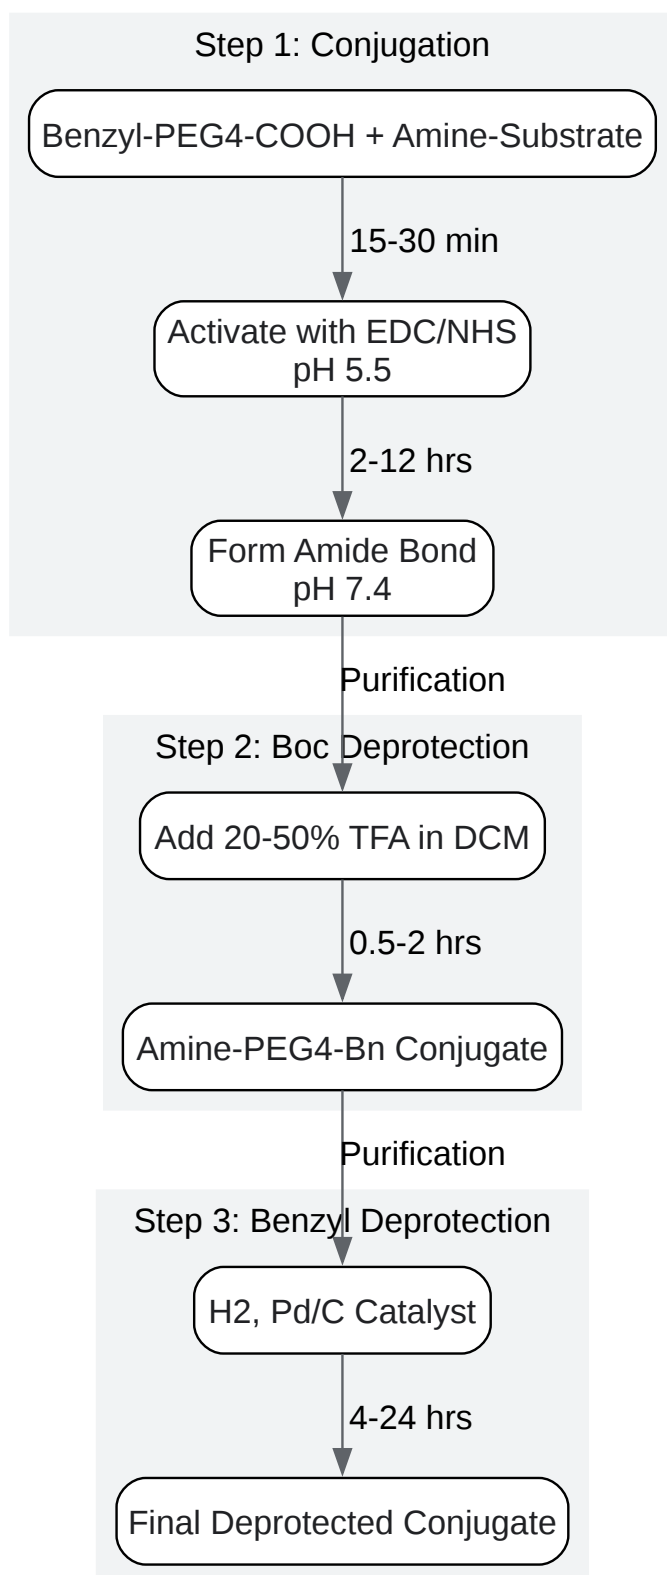 Step 1: Conjugation
Benzyl-PEG4-COOH + Amine-Substrate
15-30 min
Activate with EDC/NHS
pH 5.5
2-12 hrs
Form Amide Bond
pH 7.4
Purification
Step 2: Boc Deprotection
Add 20-50% TFA in DCM
0.5-2 hrs
Amine-PEG4-Bn Conjugate
Purification
Step 3: Benzyl Deprotection
H2, Pd/C Catalyst
4-24 hrs
Final Deprotected Conjugate